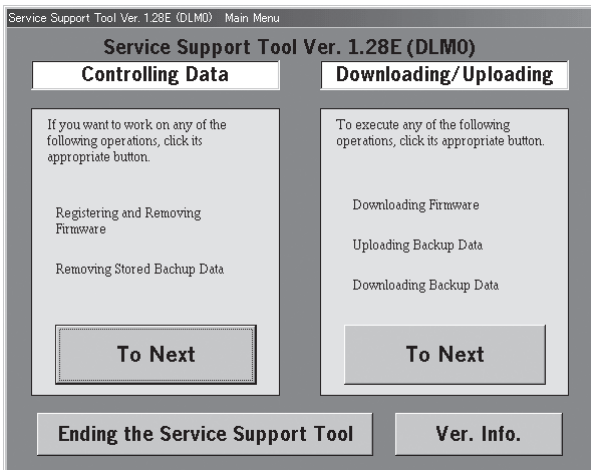 Service Support Tool Ver. 1.28E (DLM0) Main Menu
Service Support Tool Ver. 1.28E (DLM0)
Controlling Data
If you want to work on any of the
following operations, click its
appropriate button.
Registering and Removing
Firmware
Removing Stored Bachup Data
To Next
Downloading/Uploading
To execute any of the following
operations, click its appropriate button.
Downloading Firmware
Uploading Backup Data
Downloading Backup Data
To Next
Ending the Service Support Tool
Ver. Info.